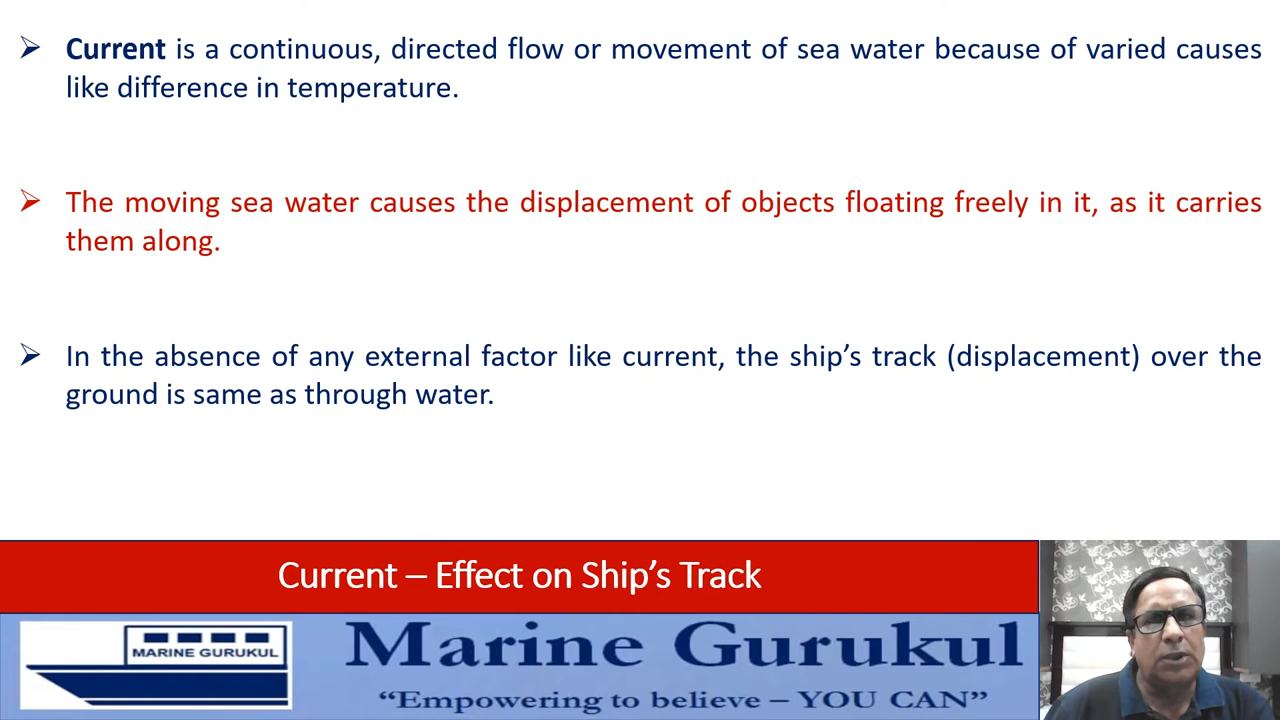 ➢ Current is a continuous, directed flow or movement of sea water because of varied causes
like difference in temperature.
➢ The moving sea water causes the displacement of objects floating freely in it, as it carries
them along.
➢ In the absence of any external factor like current, the ship's track (displacement) over the
ground is same as through water.
Current – Effect on Ship's Track
MARINE GURUKUL
Marine Gurukul
“Empowering to believe – YOU CAN”